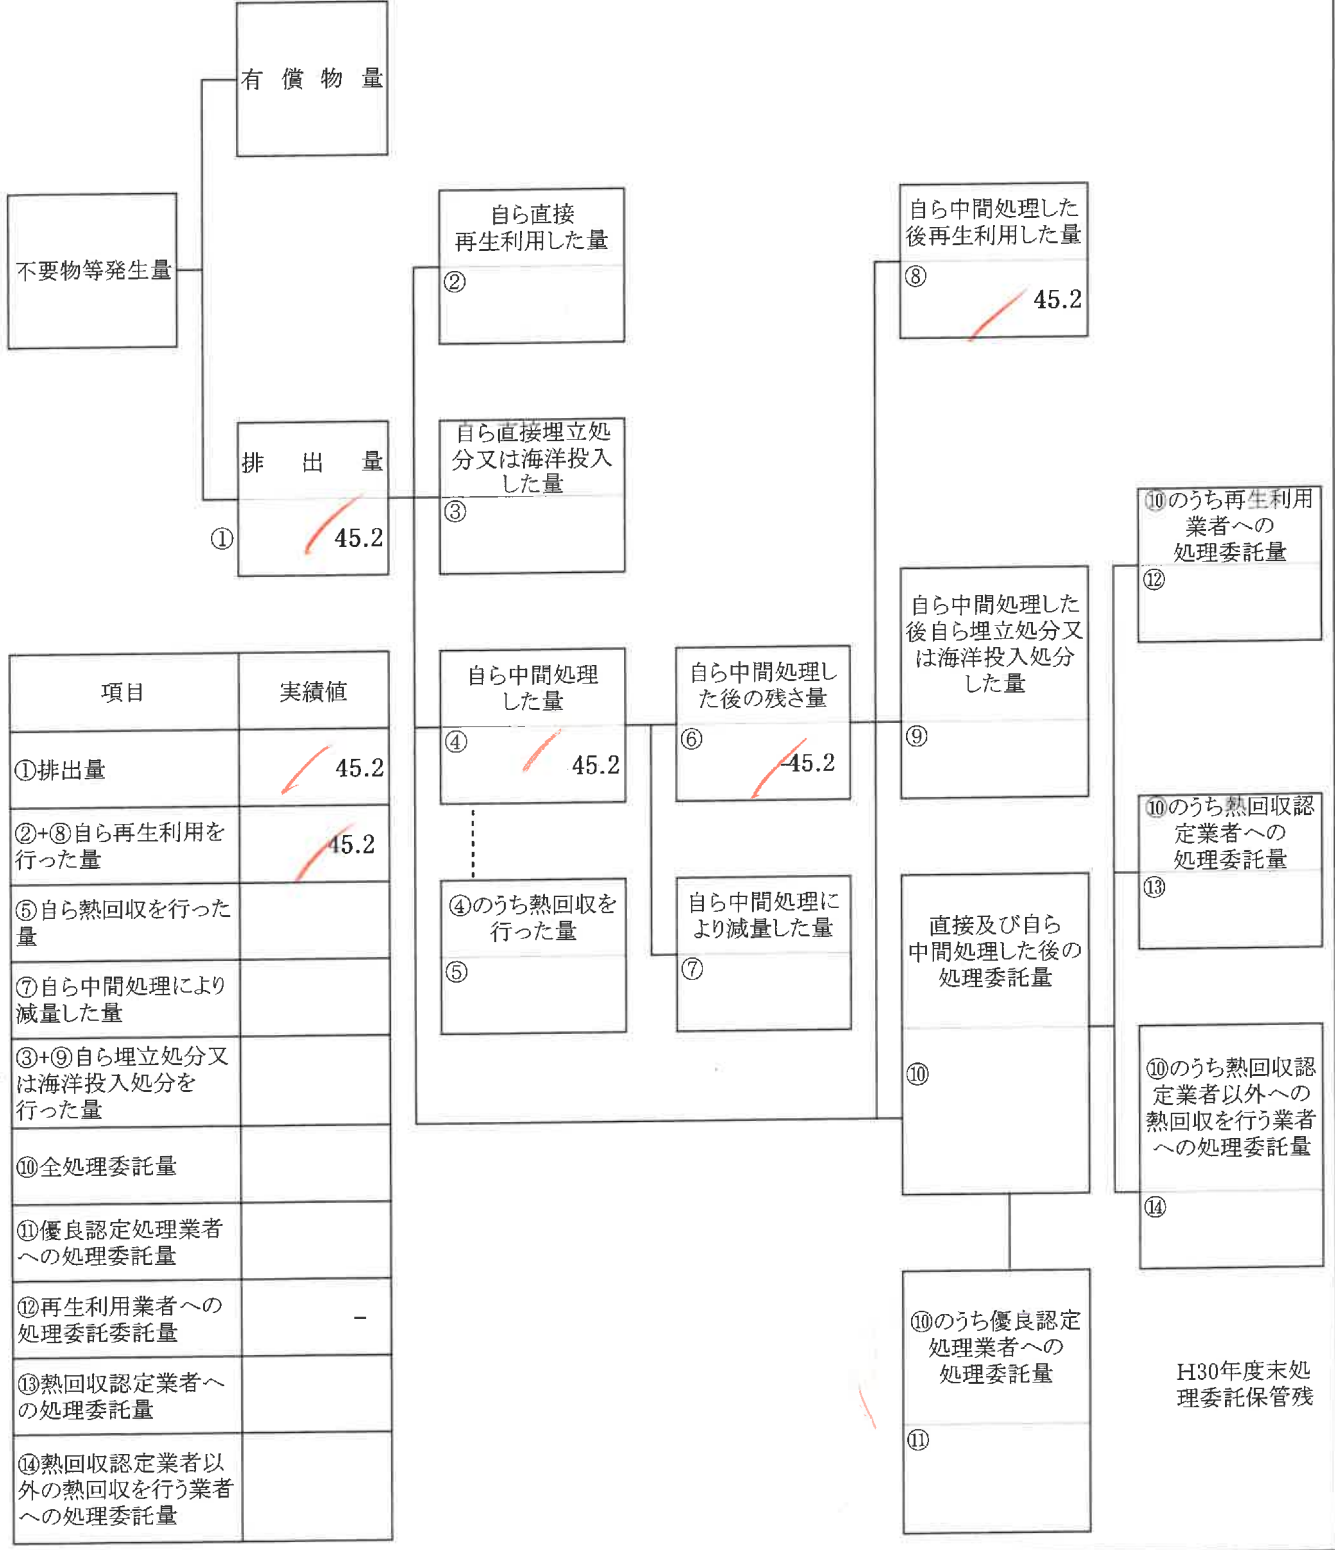 有償物量
不要物等発生量
排出量
①
45.2
自ら直接
再生利用した量
②
自ら直接埋立処
分又は海洋投入
した量
③
自ら中間処理
した量
④
45.2
④のうち熱回収を
行った量
⑤
自ら中間処理し
た後の残さ量
⑥
45.2
自ら中間処理に
より減量した量
⑦
自ら中間処理した
後再生利用した量
⑧
45.2
自ら中間処理した
後自ら埋立処分又
は海洋投入処分
した量
⑨
直接及び自ら
中間処理した後の
処理委託量
⑩
⑩のうち優良認定
処理業者への
処理委託量
⑪
⑩のうち再生利用
業者への
処理委託量
⑫
⑩のうち熱回収認
定業者への
処理委託量
⑬
⑩のうち熱回収認
定業者以外への
熱回収を行う業者
への処理委託量
⑭
H30年度末処
理委託保管残
項目 実績値
①排出量 45.2
②+⑧自ら再生利用を
行った量 45.2
⑤自ら熱回収を行った
量
⑦自ら中間処理により
減量した量
③+⑨自ら埋立処分又
は海洋投入処分を
行った量
⑩全処理委託量
⑪優良認定処理業者
への処理委託量
⑫再生利用業者への
処理委託委託量 －
⑬熱回収認定業者へ
の処理委託量
⑭熱回収認定業者以
外の熱回収を行う業者
への処理委託量